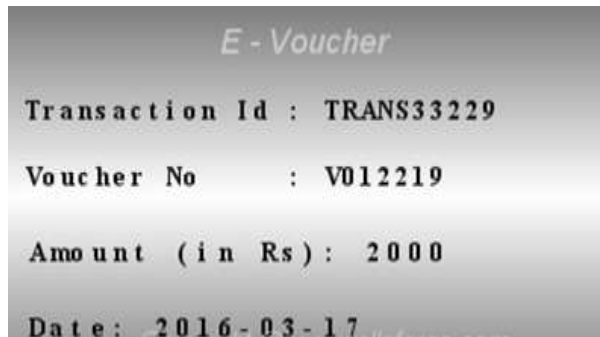 E - Voucher
Transaction Id : TRANS33229
Voucher No : V012219
Amount (in Rs): 2000
Date: 2016-03-17